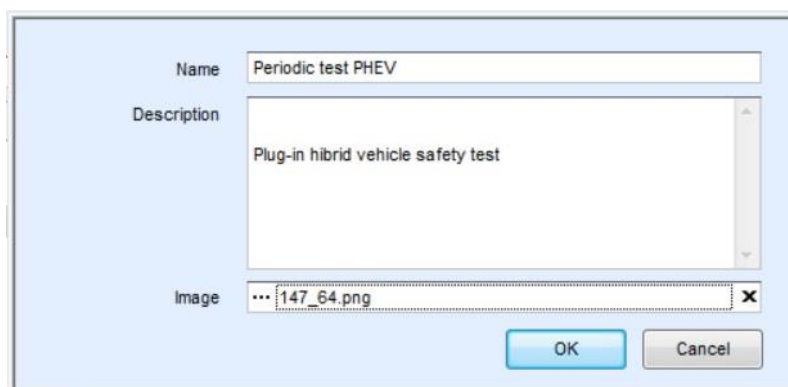 Name
Periodic test PHEV
Description
Plug-in hibrid vehicle safety test
Image
··· 147_64.png x
OK
Cancel